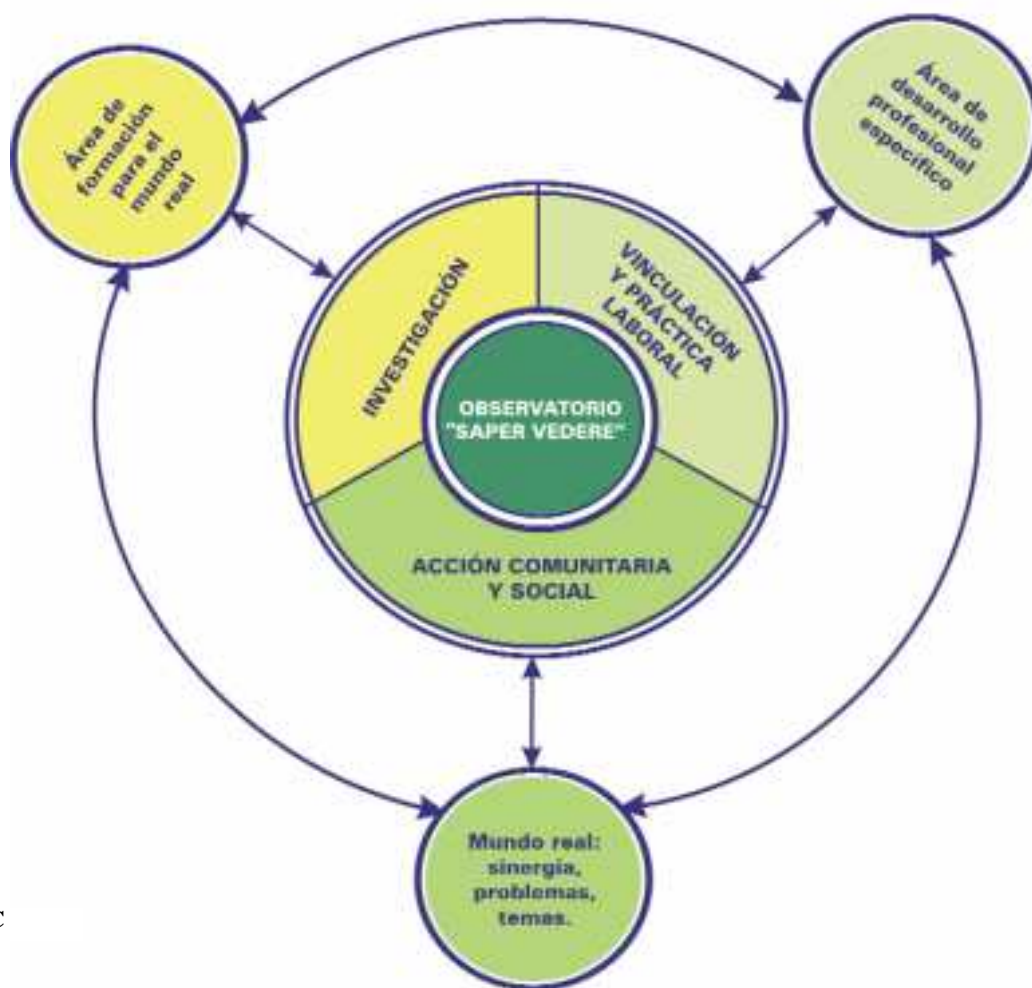 Área de
formación
para el
mundo
real
Área de
desarrollo
profesional
específico
INVESTIGACIÓN
VINCULACIÓN
Y PRÁCTICA
LABORAL
OBSERVATORIO
"SAPER VEDERE"
ACCIÓN COMUNITARIA
Y SOCIAL
Mundo real:
sinergía,
problemas,
temas.